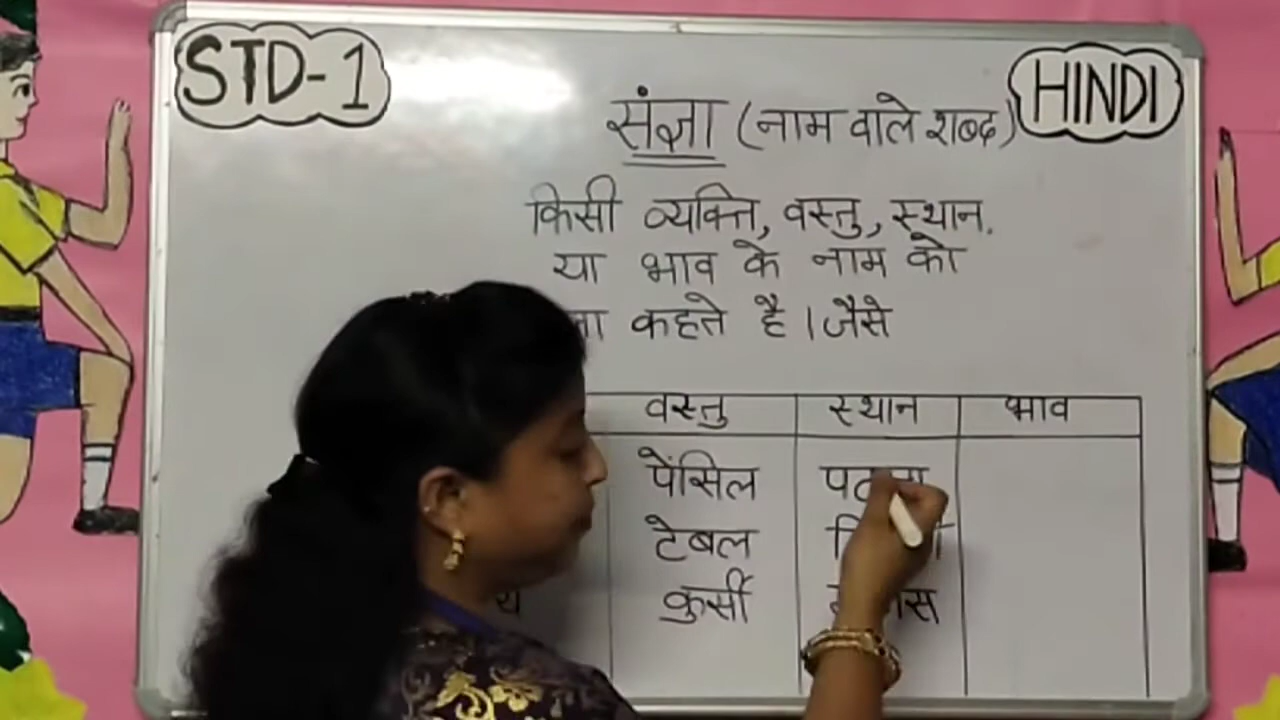 STD-1
HINDI
संज्ञा (नाम वाले शब्द)
किसी व्यक्ति, वस्तु, स्थान.
या भाव के नाम को
कहते है । जैसे
वस्तु स्थान भाव
पेंसिल
टेबल
कुर्सी